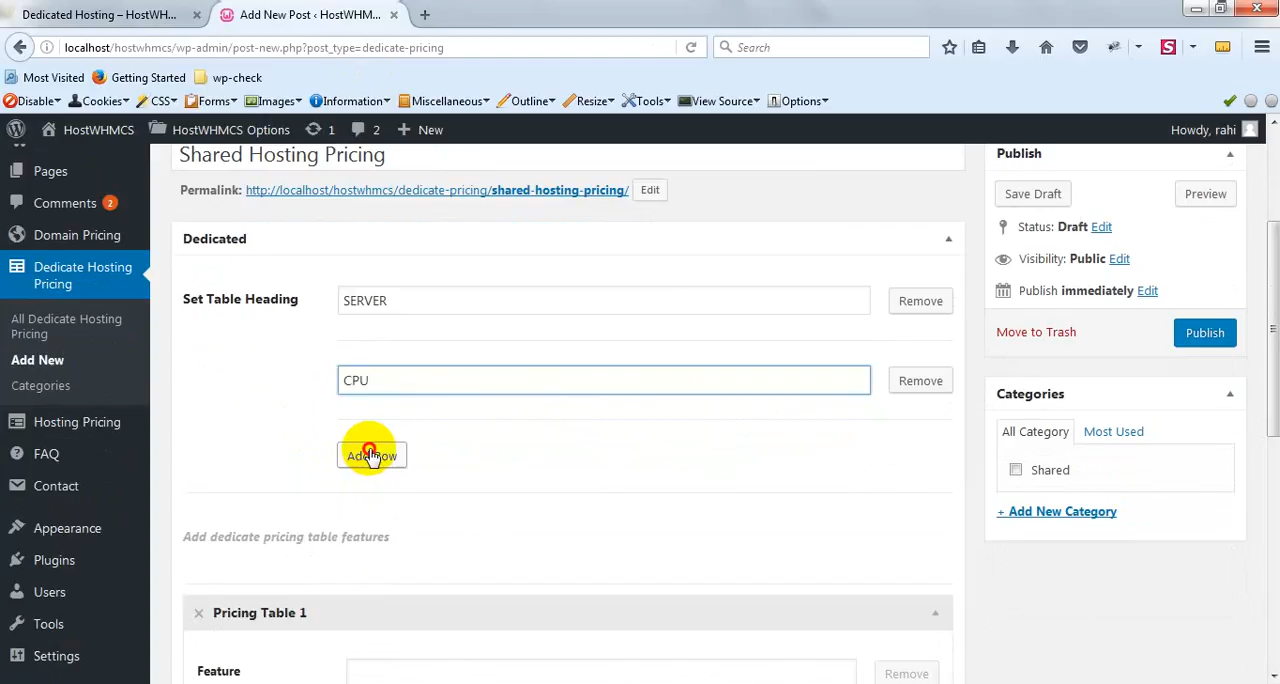 Dedicated Hosting – HostWH...
Add New Post ‹ HostWHM...
localhost/hostwhmcs/wp-admin/post-new.php?post_type=dedicate-pricing
Search
Most Visited
Getting Started
wp-check
Disable
Cookies
CSS
Forms
Images
Information
Miscellaneous
Outline
Resize
Tools
View Source
Options
HostWHMCS
HostWHMCS Options
1
2
New
Howdy, rahi
Pages
Comments 2
Domain Pricing
Dedicate Hosting
Pricing
All Dedicate Hosting
Pricing
Add New
Categories
Hosting Pricing
FAQ
Contact
Appearance
Plugins
Users
Tools
Settings
Shared Hosting Pricing
Permalink: http://localhost/hostwhmcs/dedicate-pricing/shared-hosting-pricing/ Edit
Dedicated
Set Table Heading
SERVER
Remove
CPU
Remove
Add Row
Add dedicate pricing table features
Pricing Table 1
Feature
Remove
Publish
Save Draft
Preview
Status: Draft Edit
Visibility: Public Edit
Publish immediately Edit
Move to Trash
Publish
Categories
All Category
Most Used
Shared
+ Add New Category